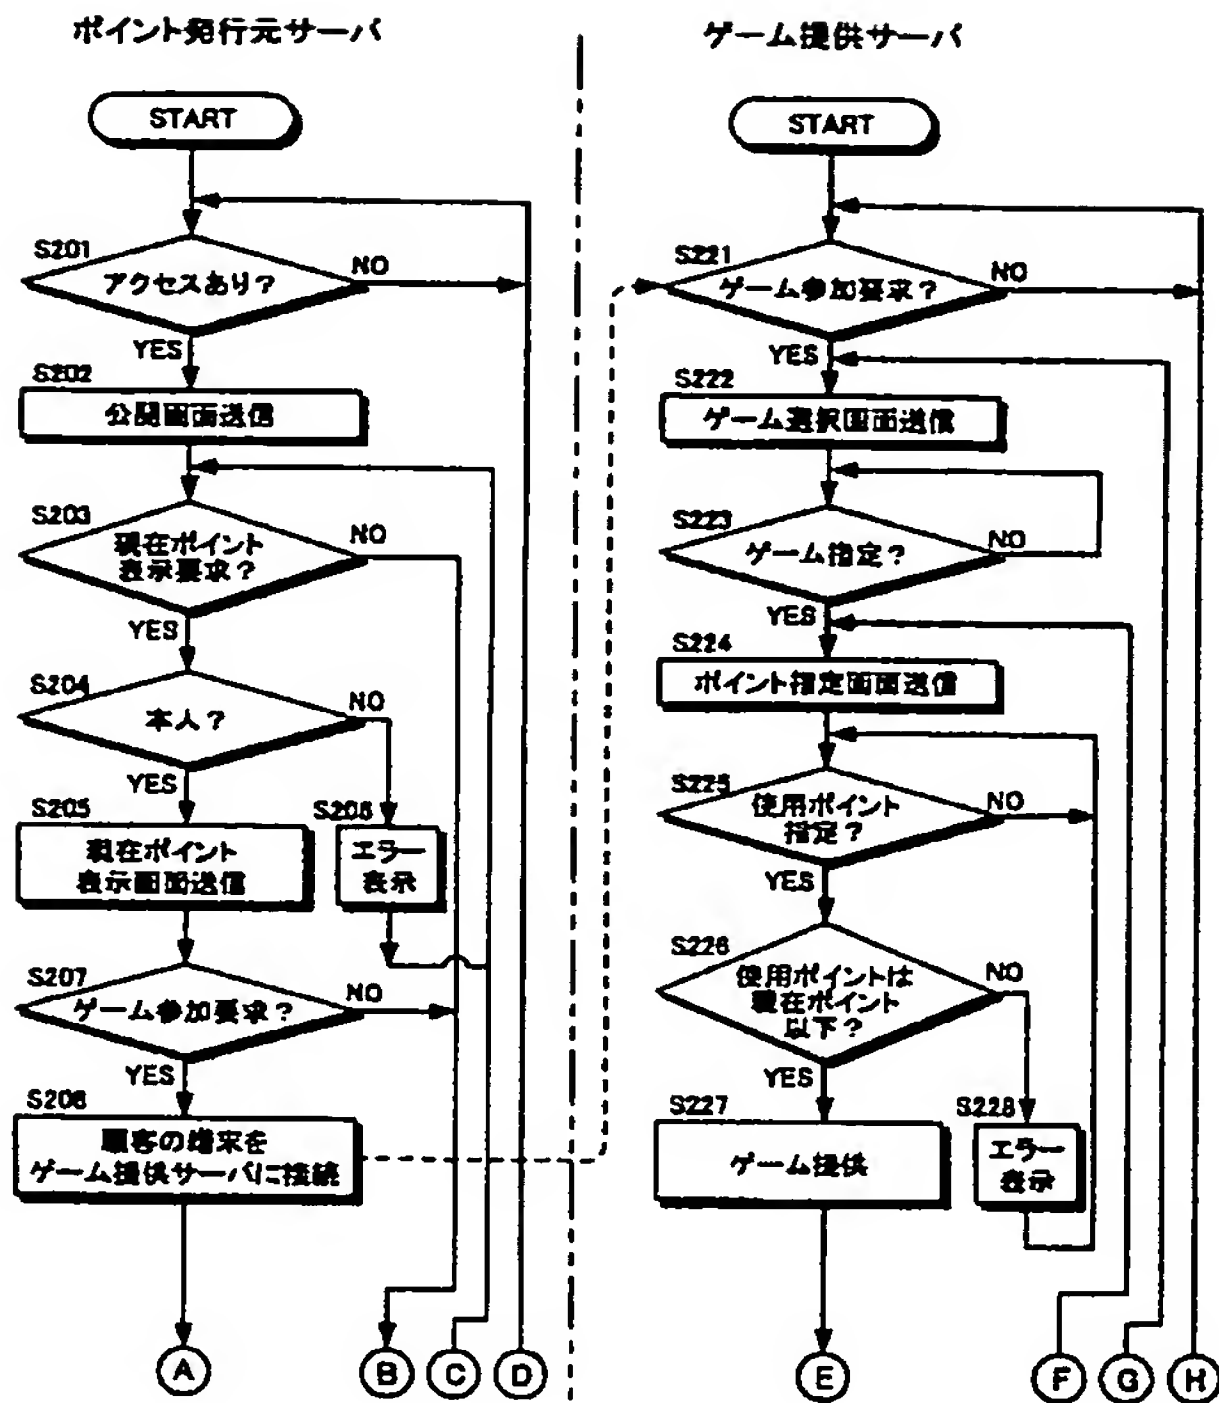 ポイント発行元サーバ
START
S201
アクセスあり？
NO
YES
S202
公開画面送信
S203
現在ポイント
表示要求？
NO
YES
S204
本人？
NO
YES
S205
現在ポイント
表示画面送信
S206
エラー
表示
S207
ゲーム参加要求？
NO
YES
S208
顧客の端末を
ゲーム提供サーバに接続
A
B
C
D
ゲーム提供サーバ
START
S221
ゲーム参加要求？
NO
YES
S222
ゲーム選択画面送信
S223
ゲーム指定？
NO
YES
S224
ポイント指定画面送信
S225
使用ポイント
指定？
NO
YES
S226
使用ポイントは
現在ポイント
以下？
NO
YES
S227
ゲーム提供
S228
エラー
表示
E
F
G
H